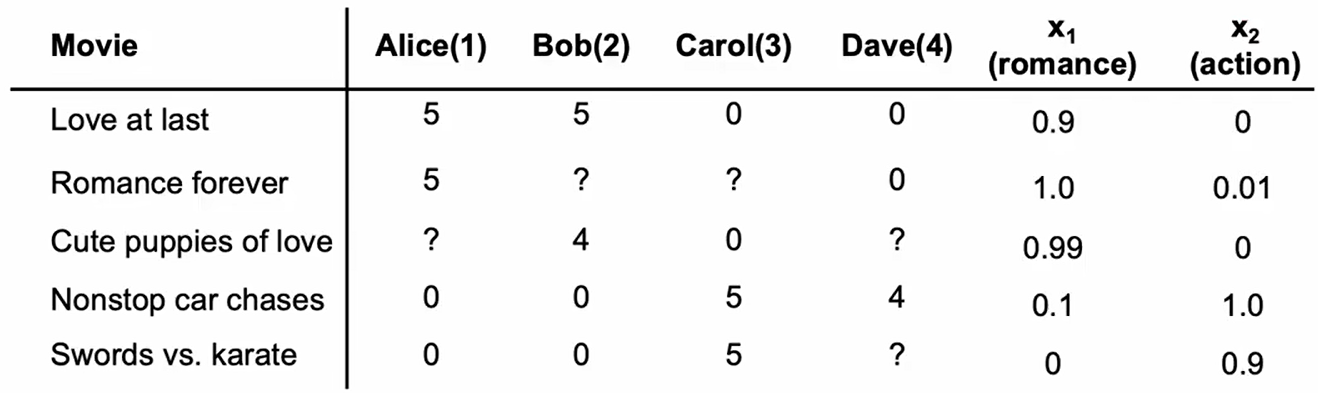 Movie Alice(1) Bob(2) Carol(3) Dave(4) x₁ (romance) x₂ (action)
Love at last 5 5 0 0 0.9 0
Romance forever 5 ? ? 0 1.0 0.01
Cute puppies of love ? 4 0 ? 0.99 0
Nonstop car chases 0 0 5 4 0.1 1.0
Swords vs. karate 0 0 5 ? 0 0.9